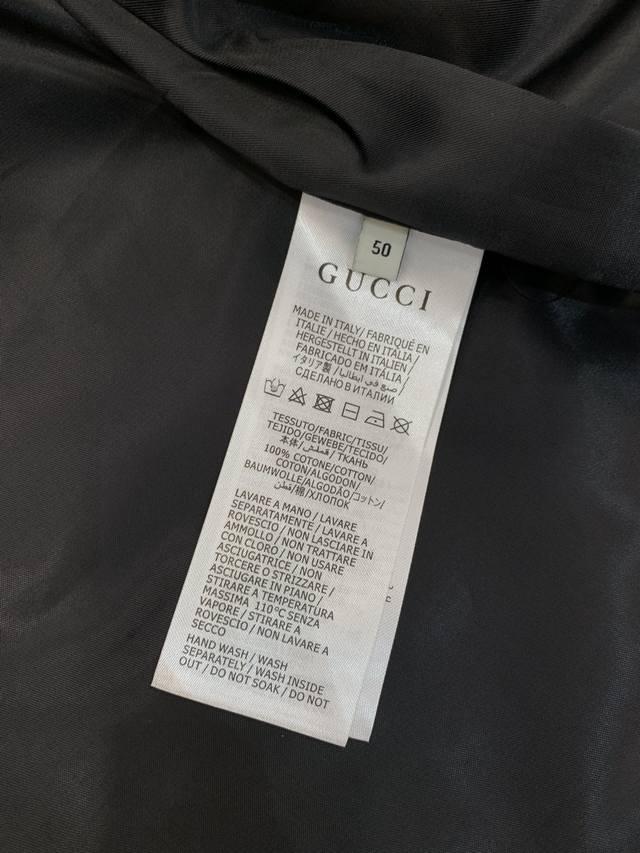 50
GUCCI
MADE IN ITALY / FABRIQUÉ EN
ITALIE / HECHO EN ITALIA /
HERGESTELLT IN ITALIEN /
FABRICADO EM ITÁLIA /
イタリア製 / صنع في ايطاليا /
СДЕЛАНО В ИТАЛИИ
TESSUTO/FABRIC/TISSU/
TEJIDO/GEWEBE/TECIDO/
本体/قماش/ТКАНЬ
100% COTONE/COTTON/
COTON/ALGODON/
BAUMWOLLE/ALGODÃO/コットン/
قطن/棉/ХЛОПОК
LAVARE A MANO / LAVARE
SEPARATAMENTE / LAVARE A
ROVESCIO / NON LASCIARE IN
AMMOLLO / NON TRATTARE
CON CLORO / NON USARE
ASCIUGATRICE / NON
TORCERE O STRIZZARE /
ASCIUGARE IN PIANO /
STIRARE A TEMPERATURA
MASSIMA 110°C SENZA
VAPORE / STIRARE A
ROVESCIO / NON LAVARE A
SECCO
HAND WASH / WASH
SEPARATELY / WASH INSIDE
OUT / DO NOT SOAK / DO NOT